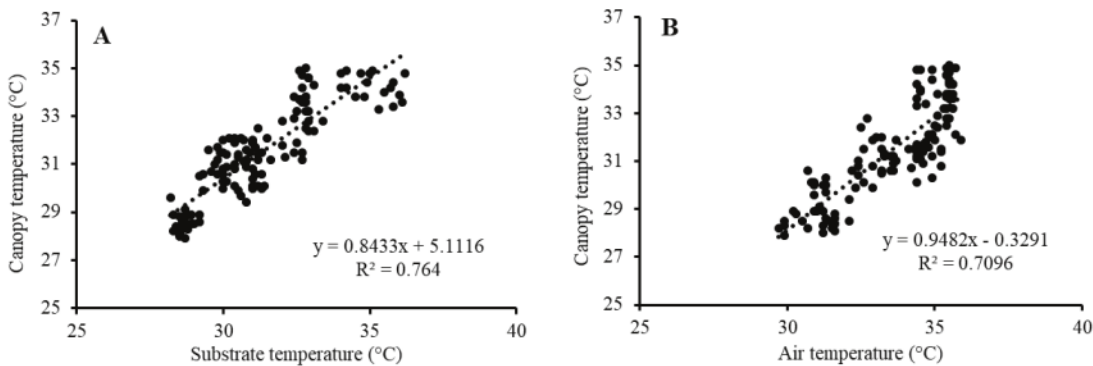 A
37
35
33
31
29
27
25
Canopy temperature (°C)
y = 0.8433x + 5.1116
R² = 0.764
25
30
35
40
Substrate temperature (°C)
B
37
35
33
31
29
27
25
Canopy temperature (°C)
y = 0.9482x - 0.3291
R² = 0.7096
25
30
35
40
Air temperature (°C)